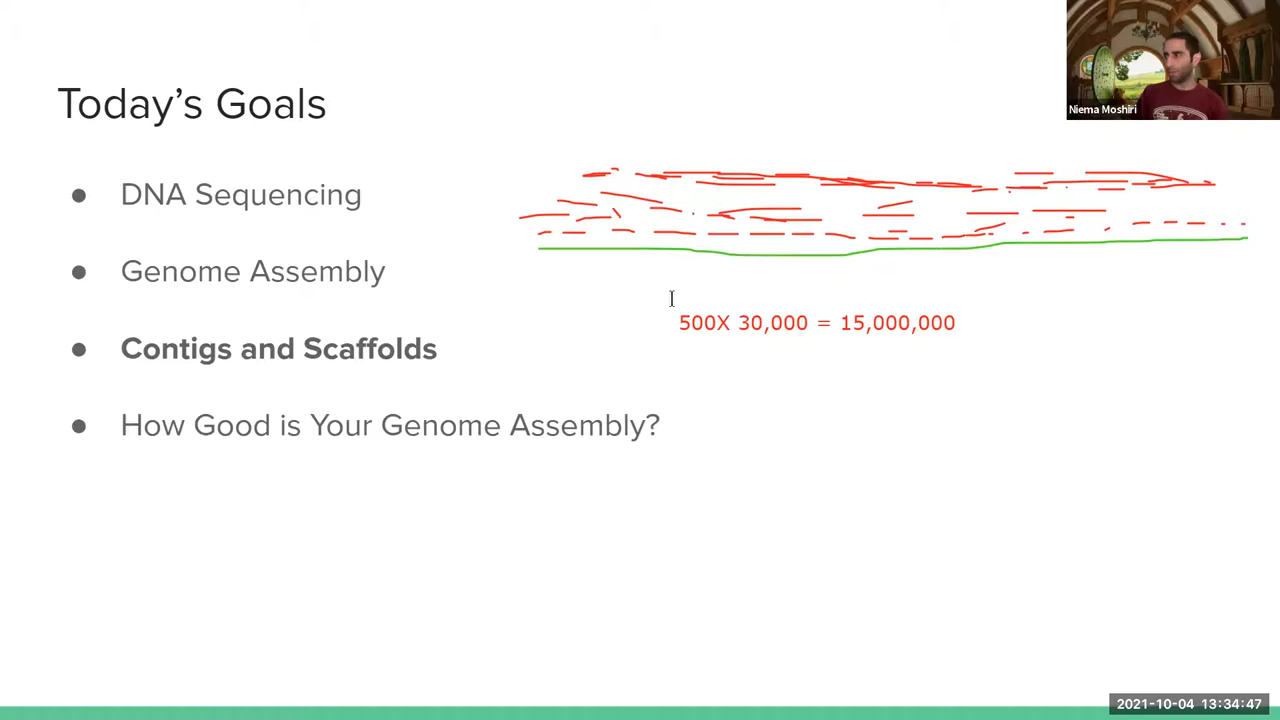 Today's Goals
Niema Moshiri
● DNA Sequencing
● Genome Assembly
500X 30,000 = 15,000,000
● Contigs and Scaffolds
● How Good is Your Genome Assembly?
2021-10-04 13:34:47